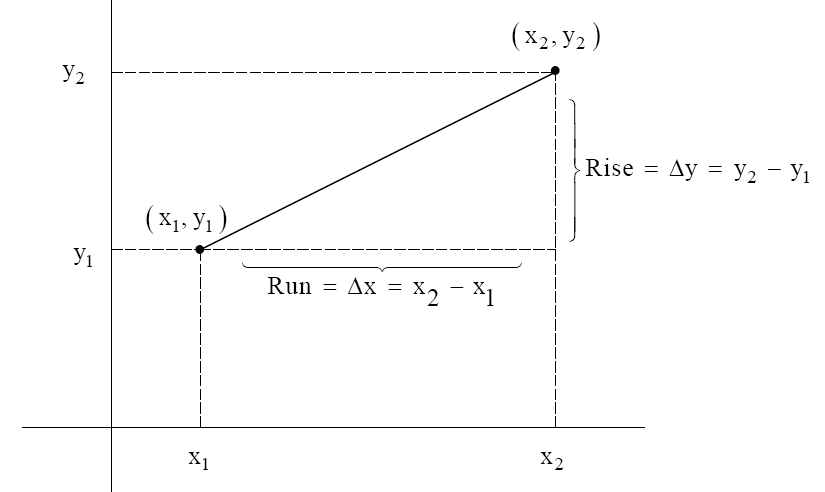 (x₂, y₂)
y₂
Rise = Δy = y₂ − y₁
(x₁, y₁)
y₁
Run = Δx = x₂ − x₁
x₁
x₂